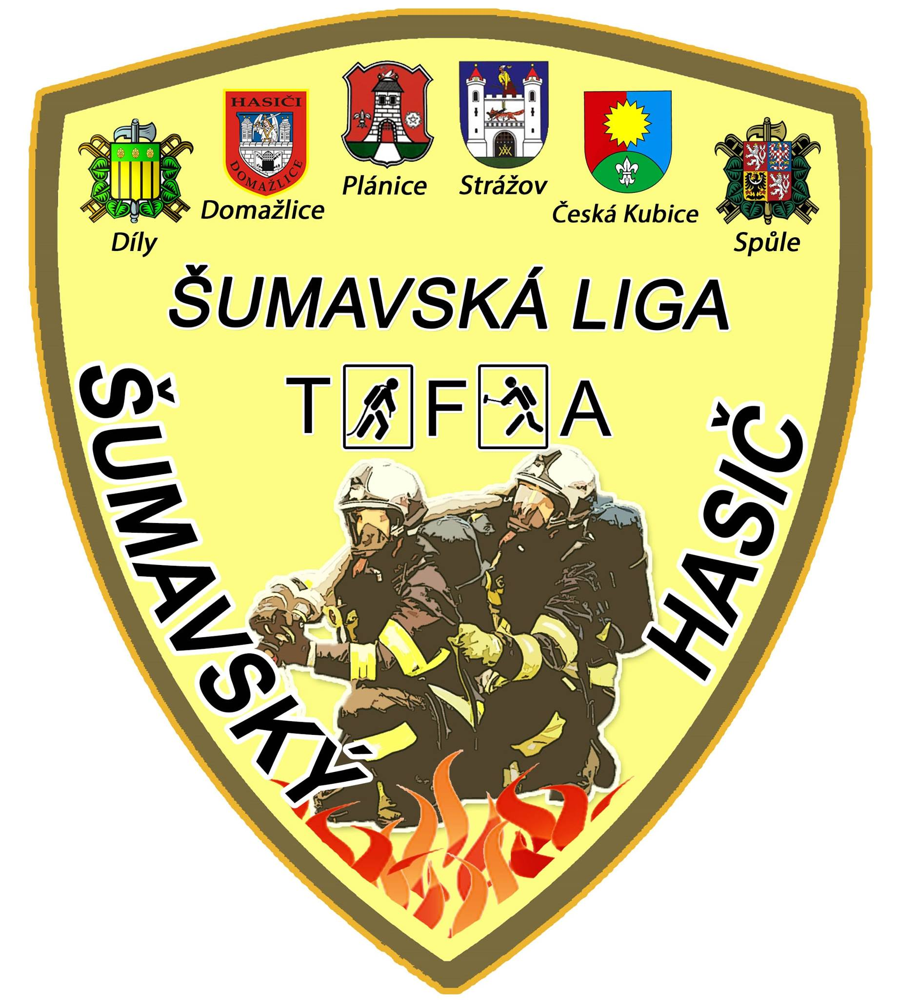 HASIČI
DOMAŽLICE
Díly
Domažlice
Plánice
Strážov
Česká Kubice
Spůle
ŠUMAVSKÁ LIGA
T F A
ŠUMAVSKÝ
HASIČ